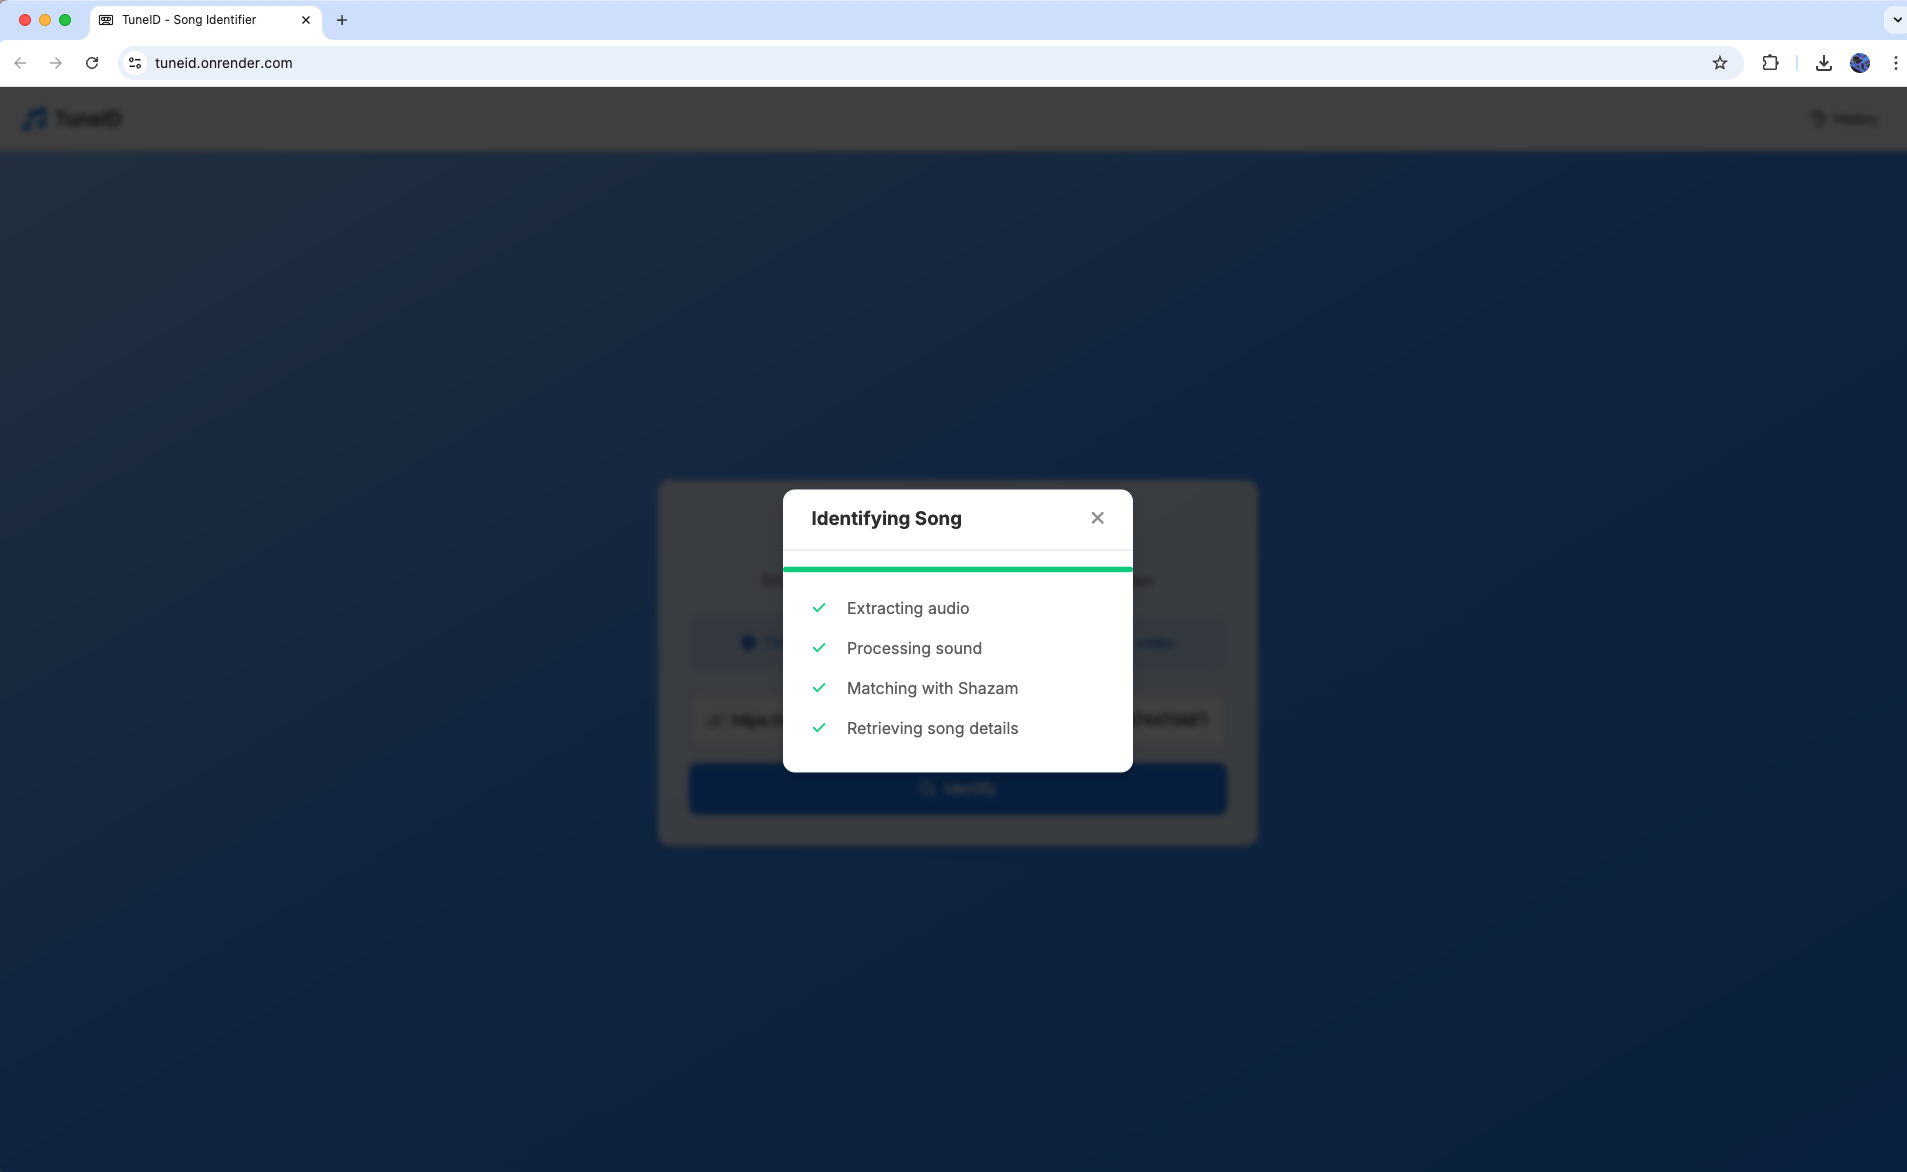 TuneID - Song Identifier
tuneid.onrender.com
TuneID
History
Identifying Song
Extracting audio
Processing sound
Matching with Shazam
Retrieving song details
https:/
Identify